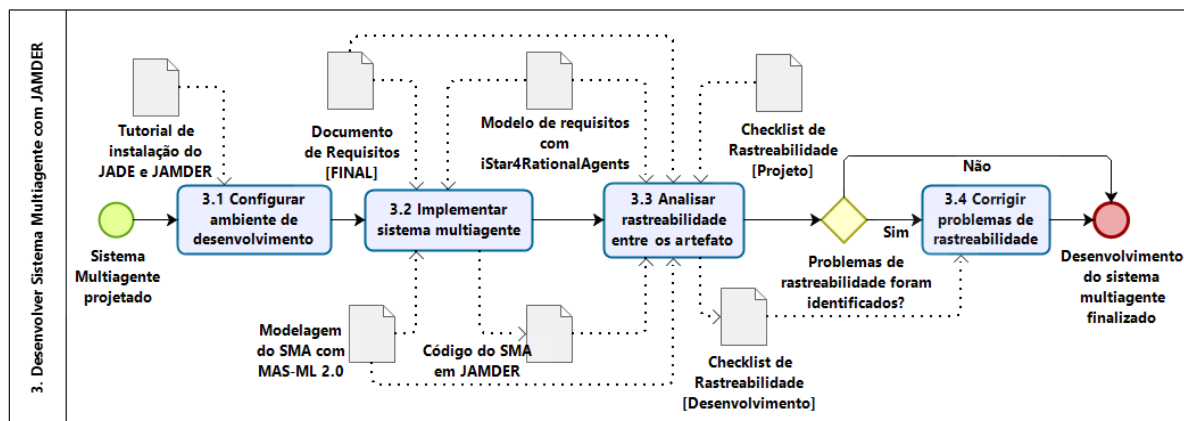 3. Desenvolver Sistema Multiagente com JAMDER
Tutorial de
instalação do
JADE e JAMDER
Documento
de Requisitos
[FINAL]
Modelo de requisitos
com
iStar4RationalAgents
Checklist de
Rastreabilidade
[Projeto]
Sistema
Multiagente
projetado
3.1 Configurar
ambiente de
desenvolvimento
3.2 Implementar
sistema multiagente
3.3 Analisar
rastreabilidade
entre os artefato
Não
Sim
Problemas de
rastreabilidade foram
identificados?
3.4 Corrigir
problemas de
rastreabilidade
Desenvolvimento
do sistema
multiagente
finalizado
Modelagem
do SMA com
MAS-ML 2.0
Código do SMA
em JAMDER
Checklist de
Rastreabilidade
[Desenvolvimento]